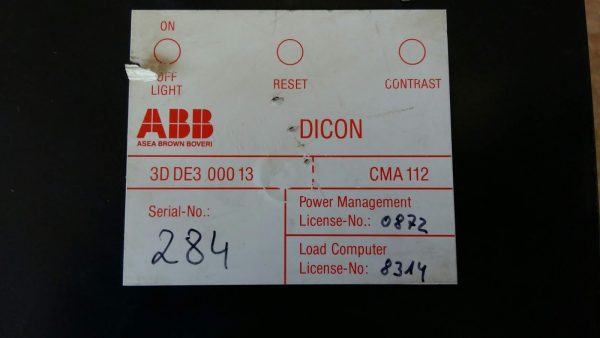 ON
OFF
LIGHT
RESET
CONTRAST
ABB
ASEA BROWN BOVERI
DICON
3D DE3 000 13
CMA 112
Serial-No.:
284
Power Management
License-No.: 0872
Load Computer
License-No: 8314